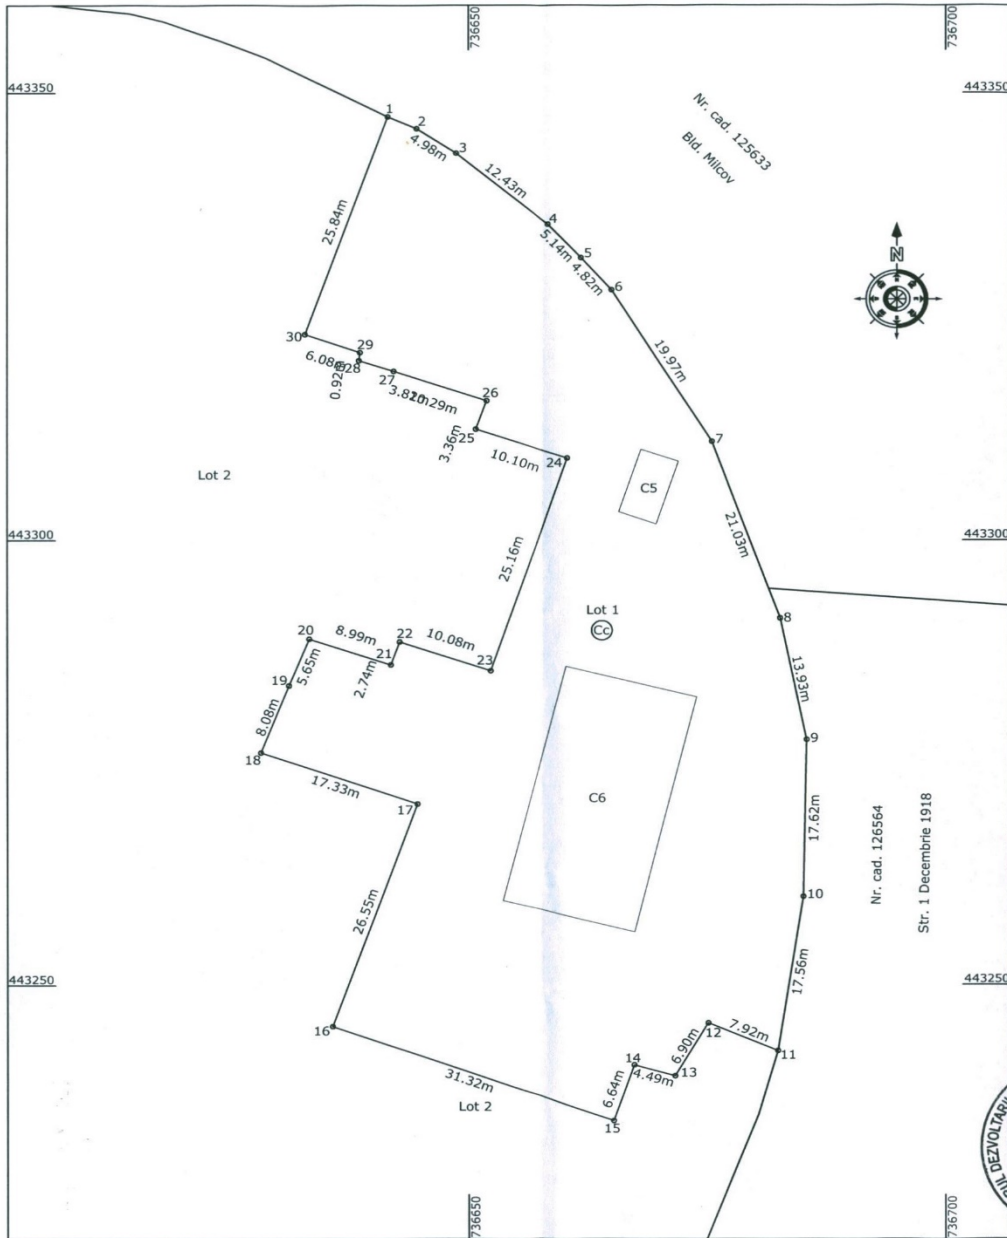 736650
736700
443350
443350
Nr. cad. 125633
Bld. Milcov
1
2
4.98m
3
12.43m
4
5.14m
5
4.82m
6
N
25.84m
19.97m
30
29
6.08m
28
0.92m
27
3.82m
10.29m
26
25
3.36m
10.10m
24
7
C5
Lot 2
21.03m
443300
443300
25.16m
Lot 1
Cc
8
20
8.99m
22
10.08m
21
23
5.65m
2.74m
19
8.08m
13.93m
18
17.33m
17
9
C6
17.62m
Nr. cad. 126564
Str. 1 Decembrie 1918
26.55m
10
17.56m
443250
443250
16
12
7.92m
11
6.90m
14
13
4.49m
31.32m
6.64m
Lot 2
15
DEZVOLTARII
736650
736700